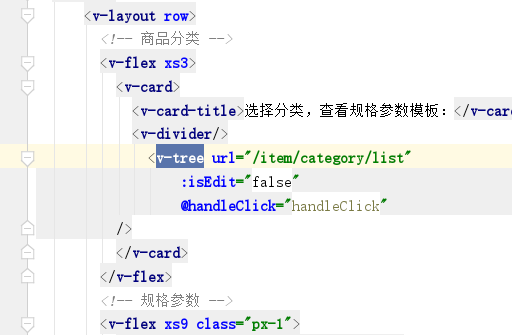 <v-layout row>
<!-- 商品分类 -->
<v-flex xs3>
<v-card>
<v-card-title>选择分类，查看规格参数模板：</v-car
<v-divider/>
<v-tree url="/item/category/list"
:isEdit="false"
@handleClick="handleClick"
/>
</v-card>
</v-flex>
<!-- 规格参数 -->
<v-flex xs9 class="px-1">